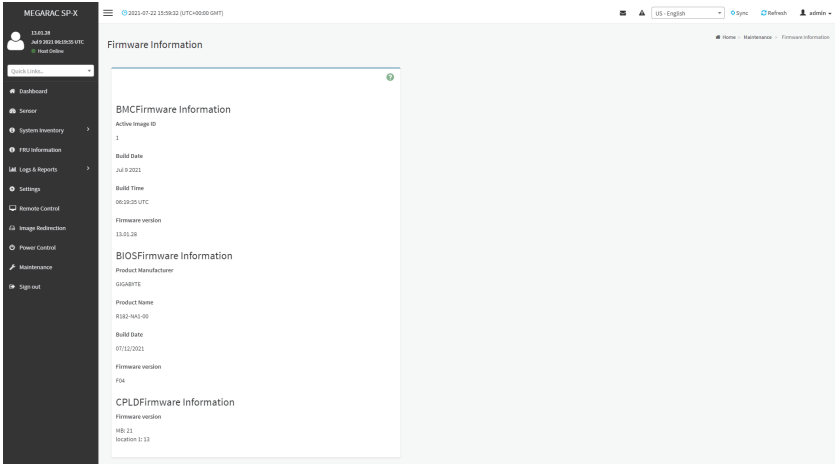 MEGARAC SP-X
2021-07-22 15:59:32 (UTC+00:00 GMT)
US - English
Sync
Refresh
admin
13.01.28
Jul 9 2021 06:19:35 UTC
Host Online
Quick Links...
Dashboard
Sensor
System Inventory
FRU Information
Logs & Reports
Settings
Remote Control
Image Redirection
Power Control
Maintenance
Sign out
Firmware Information
Home > Maintenance > Firmware Information
BMCFirmware Information
Active Image ID
1
Build Date
Jul 9 2021
Build Time
06:19:35 UTC
Firmware version
13.01.28
BIOSFirmware Information
Product Manufacturer
GIGABYTE
Product Name
R182-NA1-00
Build Date
07/12/2021
Firmware version
F04
CPLDFirmware Information
Firmware version
MB: 21
location 1: 13